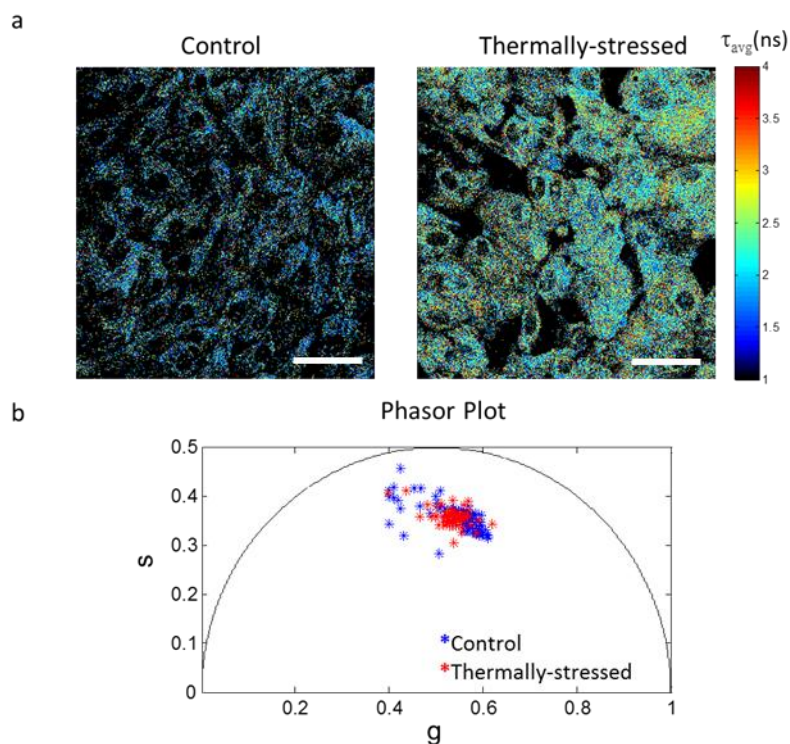 a
Control
Thermally-stressed
τavg(ns)
4
3.5
3
2.5
2
1.5
1
b
Phasor Plot
0.5
0.4
0.3
0.2
0.1
0
s
0.2
0.4
0.6
0.8
1
g
*Control
*Thermally-stressed